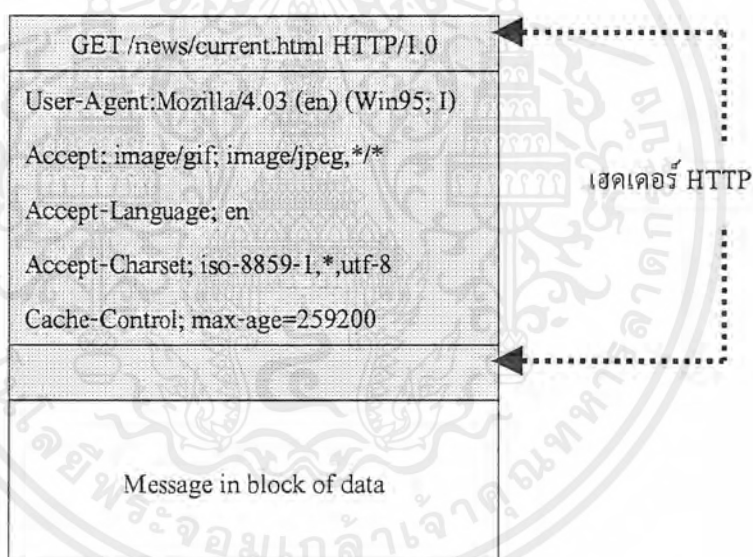 GET /news/current.html HTTP/1.0
User-Agent:Mozilla/4.03 (en) (Win95; I)
Accept: image/gif; image/jpeg,*/*
Accept-Language; en
Accept-Charset; iso-8859-1,*,utf-8
Cache-Control; max-age=259200
เฮดเดอร์ HTTP
Message in block of data